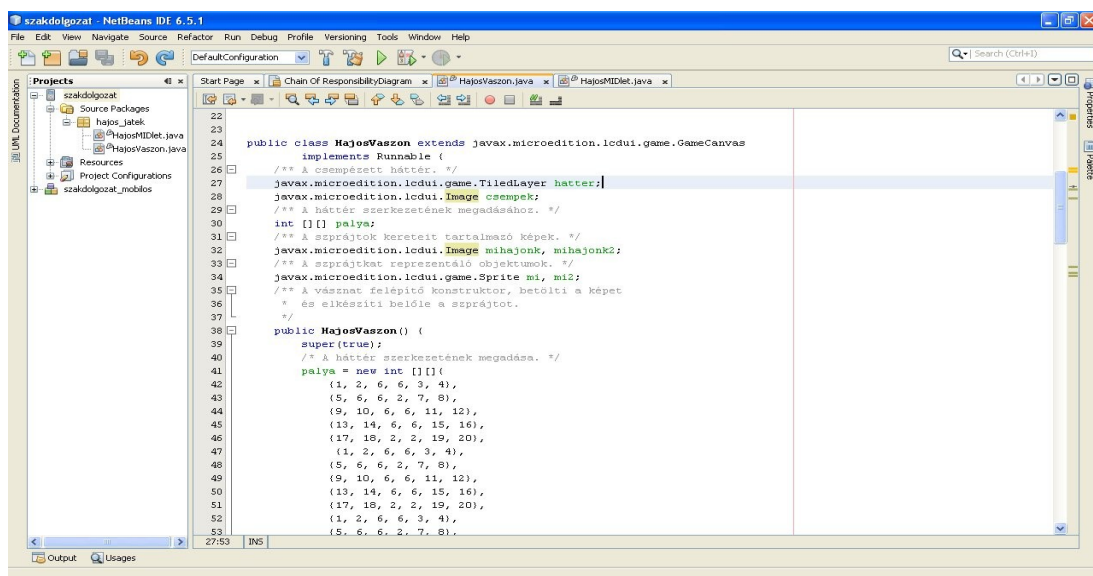 szakdolgozat - NetBeans IDE 6.5.1
File Edit View Navigate Source Refactor Run Debug Profile Versioning Tools Window Help
DefaultConfiguration
Search (Ctrl+I)
Projects
Start Page
Chain Of ResponsibilityDiagram
HajosVaszon.java
HajosMIDlet.java
UML Documentation
szakdolgozat
Source Packages
hajos_jatek
HajosMIDlet.java
HajosVaszon.java
Resources
Project Configurations
szakdolgozat_mobilos
22
23
24 public class HajosVaszon extends javax.microedition.lcdui.game.GameCanvas
25 implements Runnable {
26 /** A csempézett háttér. */
27 javax.microedition.lcdui.game.TiledLayer hatter;
28 javax.microedition.lcdui.Image csempek;
29 /** A háttér szerkezetének megadásához. */
30 int [][] palya;
31 /** A szprájtok kereteit tartalmazó képek. */
32 javax.microedition.lcdui.Image mihajonk, mihajonk2;
33 /** A szprájtkat reprezentáló objektumok. */
34 javax.microedition.lcdui.game.Sprite mi, mi2;
35 /** A vásznat felépítő konstruktor, betölti a képet
36 * és elkészíti belőle a szprájtot.
37 */
38 public HajosVaszon() {
39 super(true);
40 /* A háttér szerkezetének megadása. */
41 palya = new int [][]{
42 {1, 2, 6, 6, 3, 4},
43 {5, 6, 6, 2, 7, 8},
44 {9, 10, 6, 6, 11, 12},
45 {13, 14, 6, 6, 15, 16},
46 {17, 18, 2, 2, 19, 20},
47 {1, 2, 6, 6, 3, 4},
48 {5, 6, 6, 2, 7, 8},
49 {9, 10, 6, 6, 11, 12},
50 {13, 14, 6, 6, 15, 16},
51 {17, 18, 2, 2, 19, 20},
52 {1, 2, 6, 6, 3, 4},
53 {5, 6, 6, 2, 7, 8},
Properties
Palette
27:53 INS
Output Usages